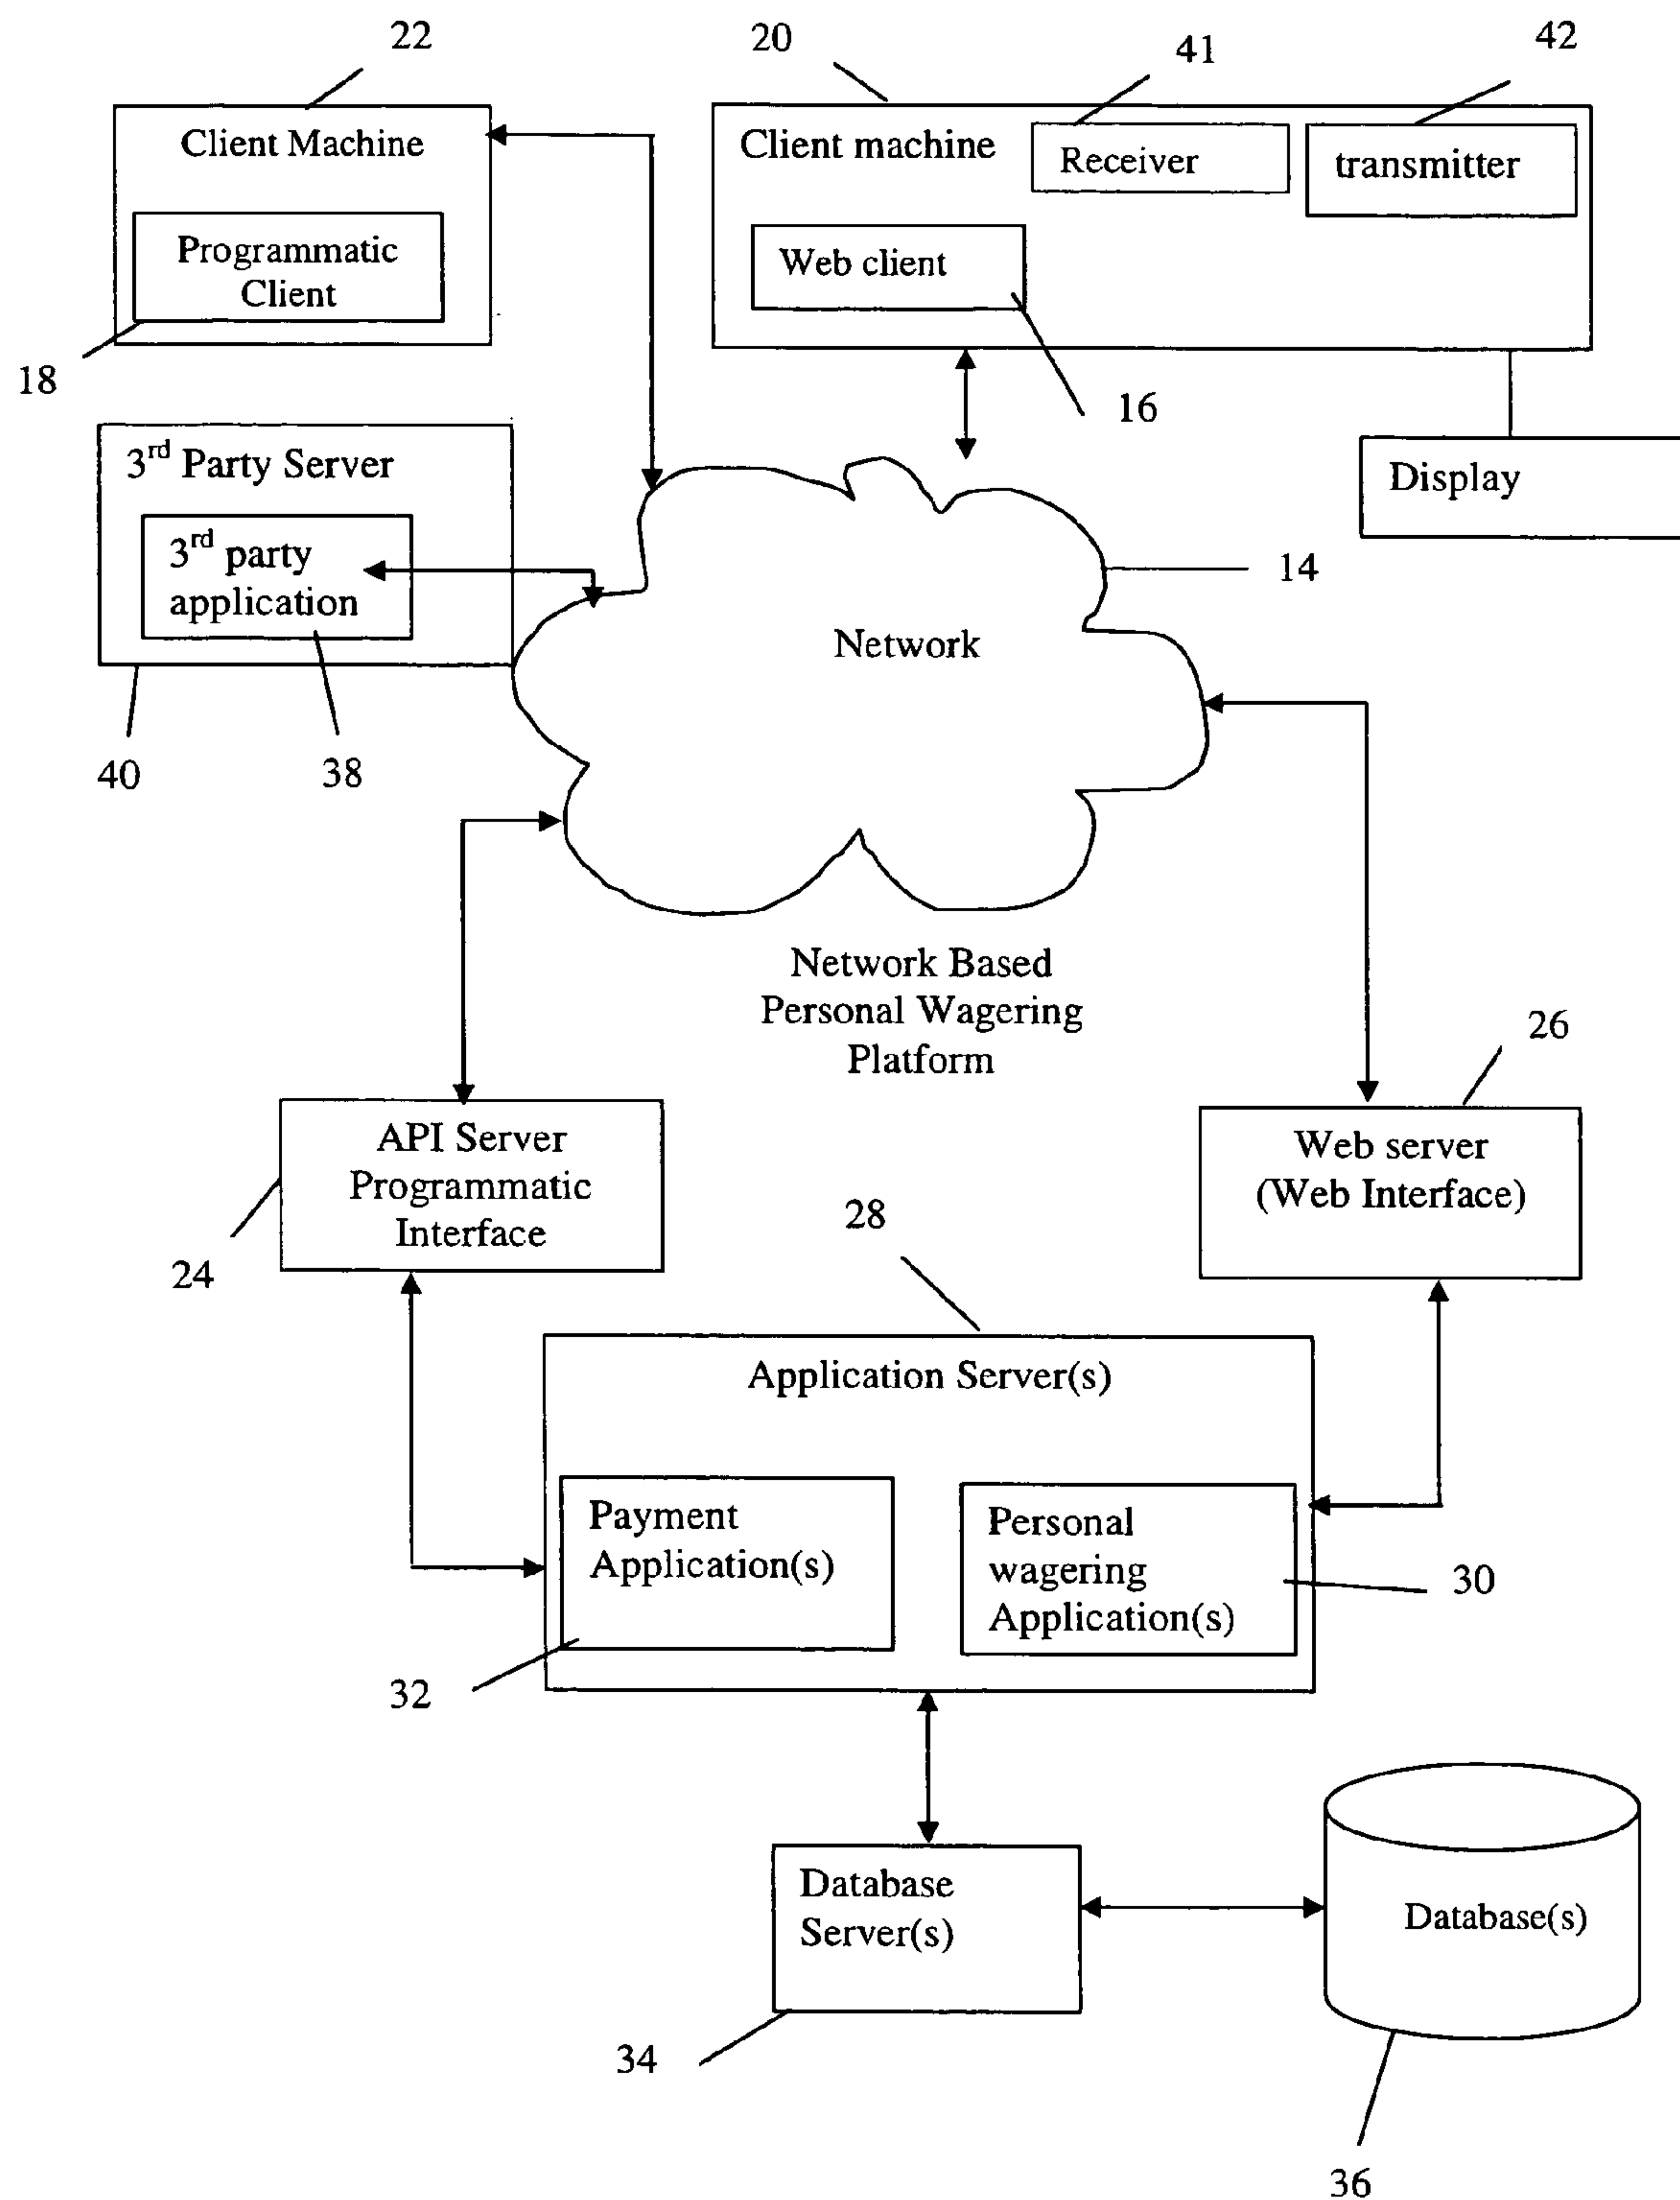 22
20
41
42
Client Machine
Programmatic
Client
18
Client machine
Receiver
transmitter
Web client
16
3rd Party Server
3rd party
application
40
38
Display
14
Network
Network Based
Personal Wagering
Platform
26
API Server
Programmatic
Interface
24
Web server
(Web Interface)
28
Application Server(s)
Payment
Application(s)
32
Personal
wagering
Application(s)
30
Database
Server(s)
34
Database(s)
36